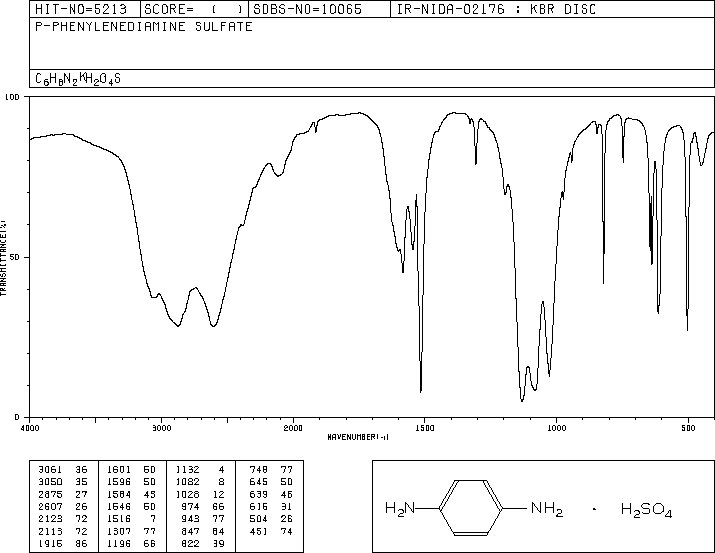 HIT-NO=5213 SCORE= ( ) SDBS-NO=10065 IR-NIDA-02176 : KBR DISC
P-PHENYLENEDIAMINE SULFATE
C6H8N2·H2O4S
100
50
0
TRANSMITTANCE(%)
4000 3000 2000 1500 1000 500
WAVENUMBER(-1)
3061 36 1601 50 1132 4 748 77
3050 35 1596 50 1082 8 645 50
2875 27 1584 43 1028 12 639 46
2607 26 1546 50 974 66 616 31
2123 72 1516 7 943 77 504 26
2113 72 1307 77 847 84 451 74
1915 86 1196 66 822 39
H2N NH2 · H2SO4